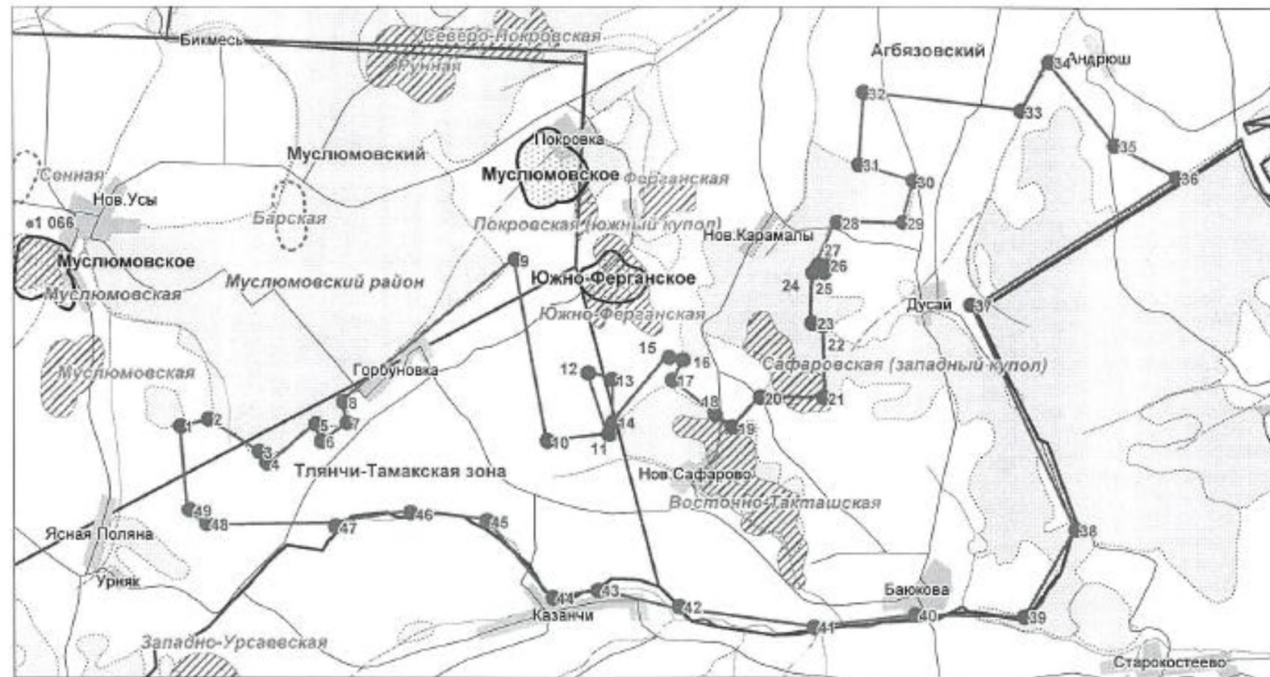 Бикмесь
Северо-Покровская
Рунная
Агбязовский
34
Андрюш
32
33
Покровка
35
Муслюмовский
Муслюмовское
Сенная
Нов.Усы
Ферганская
31
30
36
Барская
1 066
Покровская (южный купол)
28
29
Нов.Карамалы
27
Муслюмовское
9
26
Муслюмовский район
Южно-Ферганское
24
25
Муслюмовская
Дусай
37
Южно-Ферганская
23
22
15
16
Сафаровская (западный купол)
Муслюмовская
Горбуновка
12
13
17
8
20
21
18
1
2
5
7
14
19
6
10
11
3
4
Тлянчи-Тамакская зона
Нов.Сафарово
Восточно-Такташская
49
46
48
47
45
38
Ясная Поляна
Урняк
Баюкова
44
43
42
40
39
Казанчи
41
Западно-Урсаевская
Старокостеево